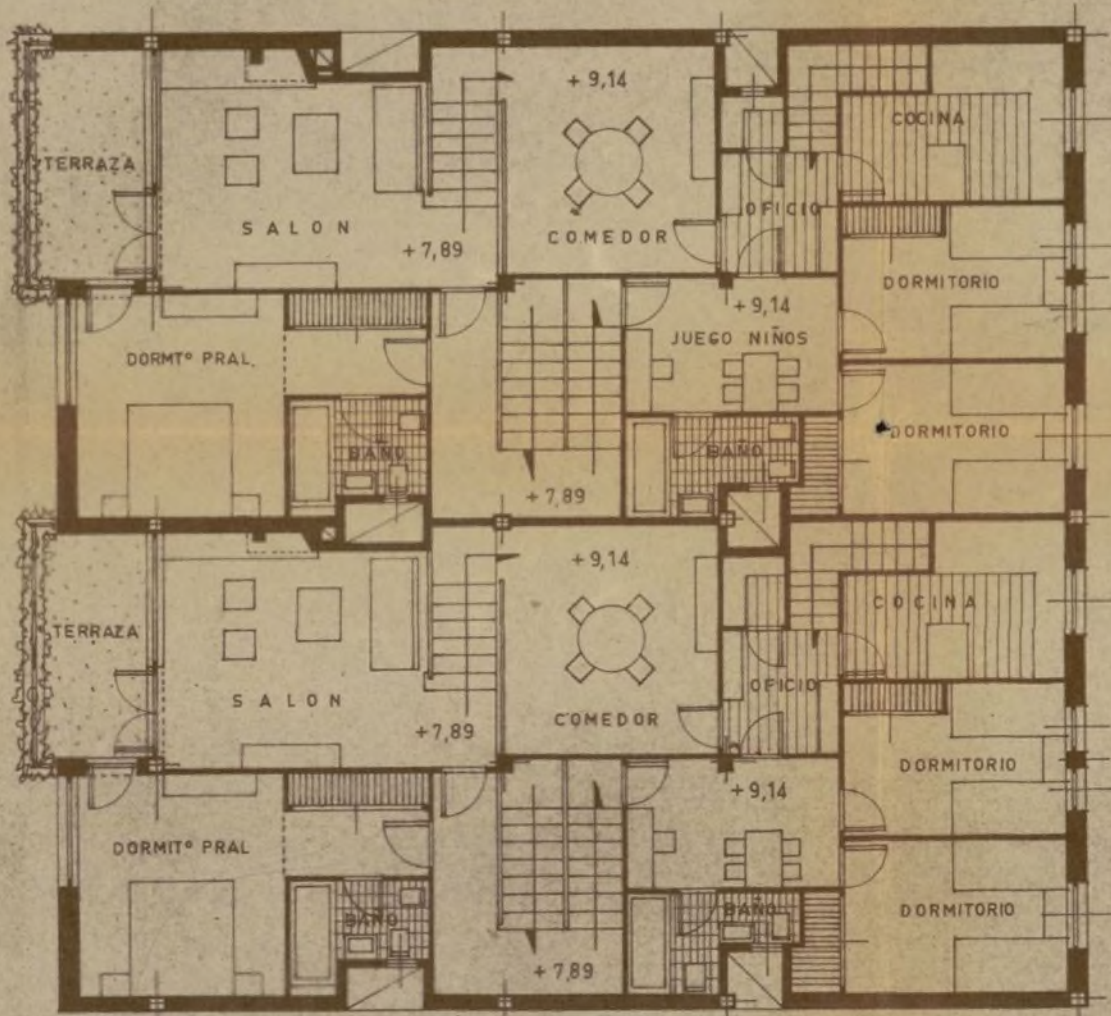 + 9,14
COCINA
TERRAZA
OFICIO
SALON
COMEDOR
+ 7,89
DORMITORIO
+ 9,14
JUEGO NIÑOS
DORMTº PRAL.
DORMITORIO
BAÑO
BAÑO
+ 7,89
+ 9,14
COCINA
TERRAZA
OFICIO
SALON
COMEDOR
+ 7,89
DORMITORIO
+ 9,14
DORMITº PRAL
DORMITORIO
BAÑO
BAÑO
+ 7,89